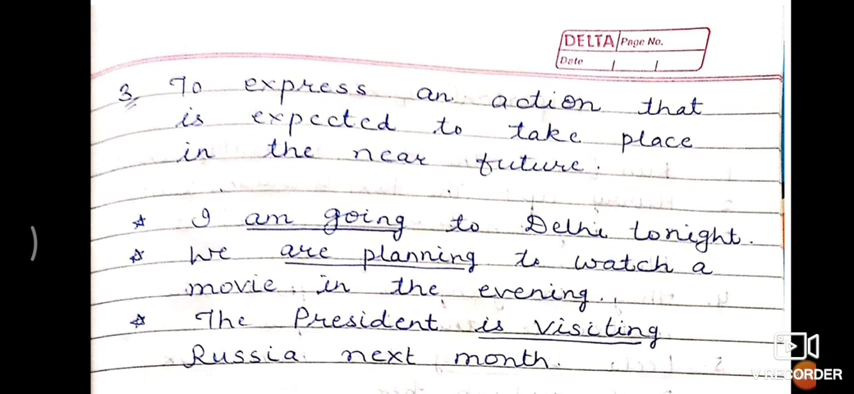 DELTA Page No.
Date
3. To express an action that
is expected to take place
in the near future.
* I am going to Delhi tonight.
* We are planning to watch a
movie in the evening.
* The President is visiting
Russia next month.
V RECORDER